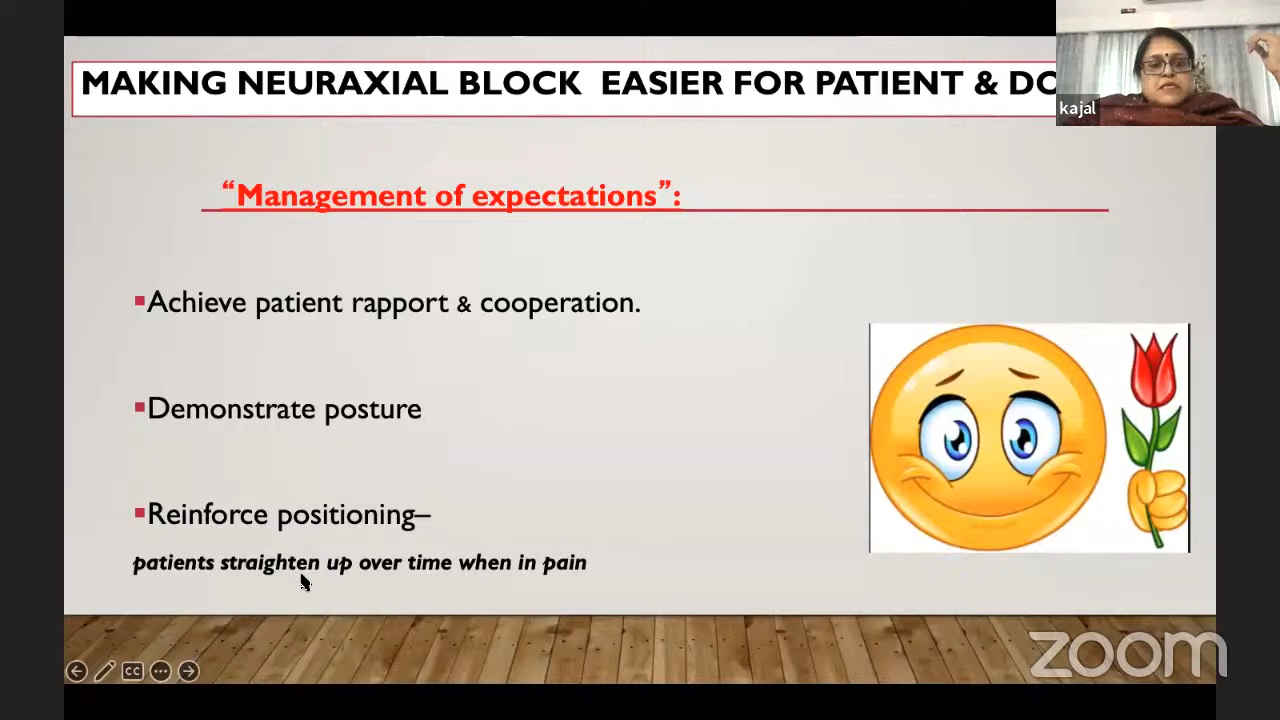 MAKING NEURAXIAL BLOCK EASIER FOR PATIENT & DO
kajal
“Management of expectations”:
▪Achieve patient rapport & cooperation.
▪Demonstrate posture
▪Reinforce positioning–
patients straighten up over time when in pain
CC
zoom